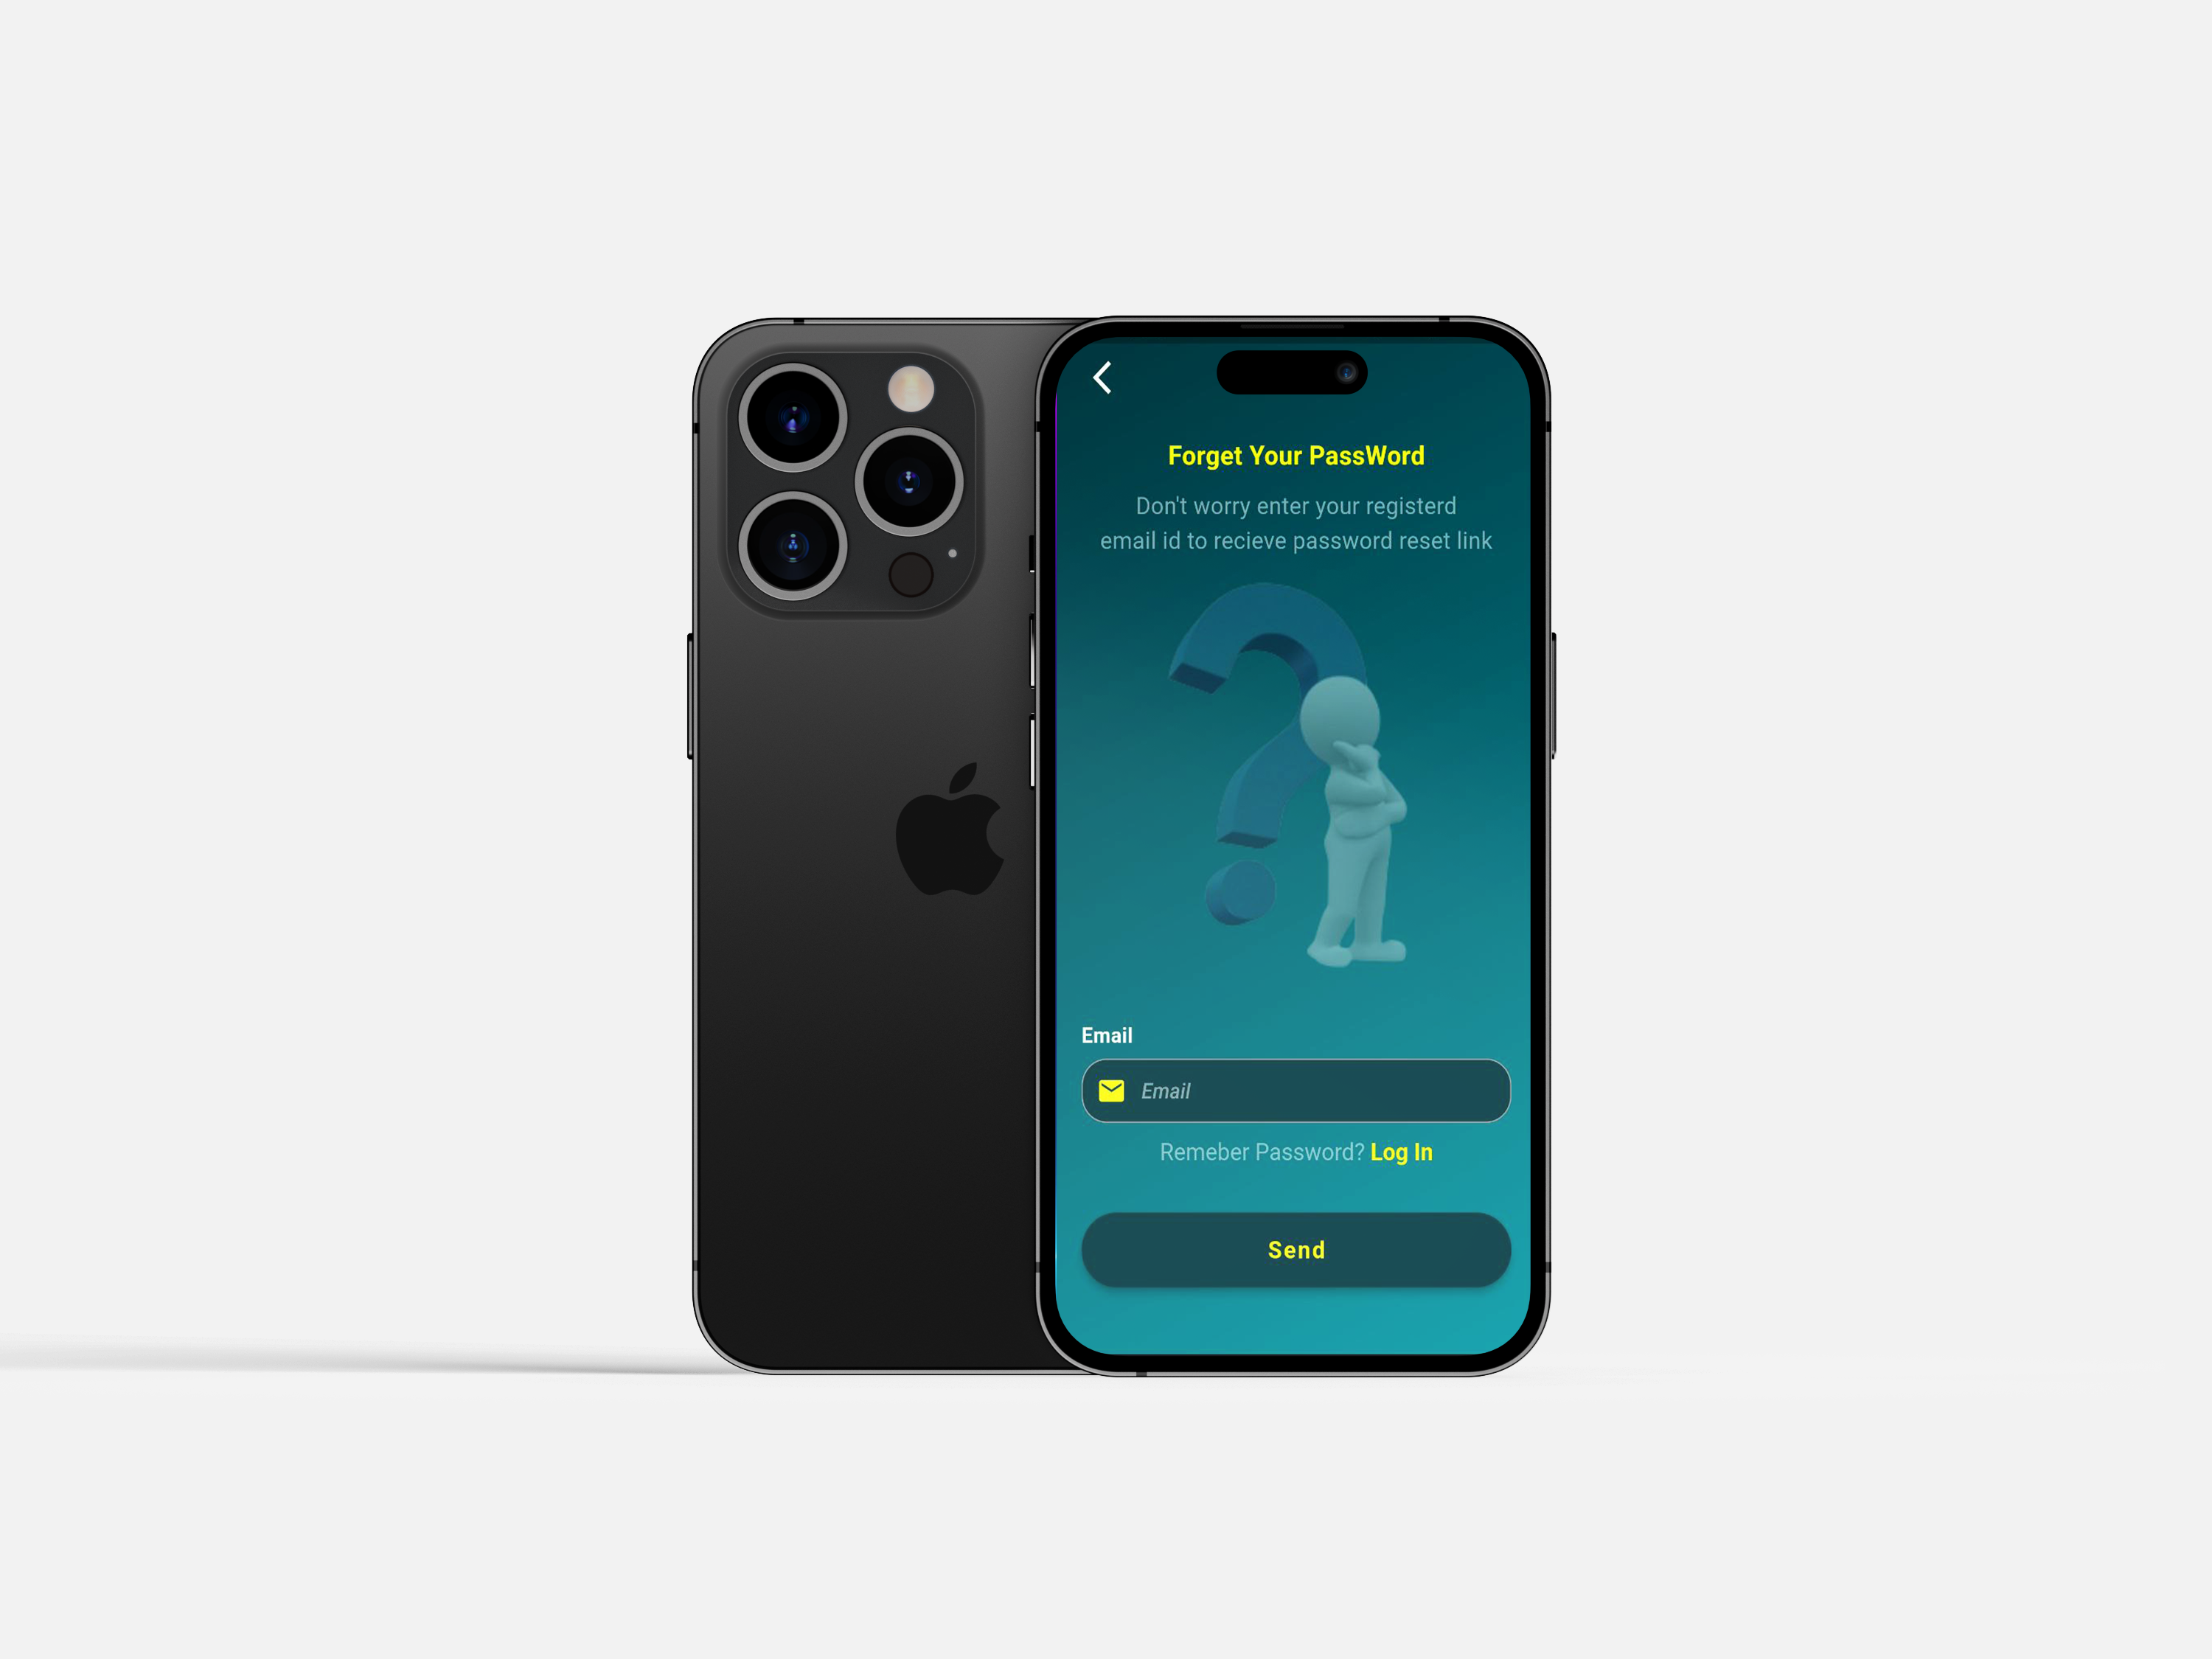 Forget Your PassWord
Don't worry enter your registerd
email id to recieve password reset link
Email
Email
Remeber Password? Log In
Send